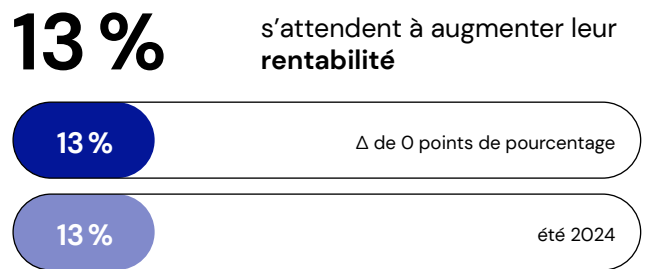 13 %
s’attendent à augmenter leur
rentabilité
13 %
Δ de 0 points de pourcentage
13 %
été 2024